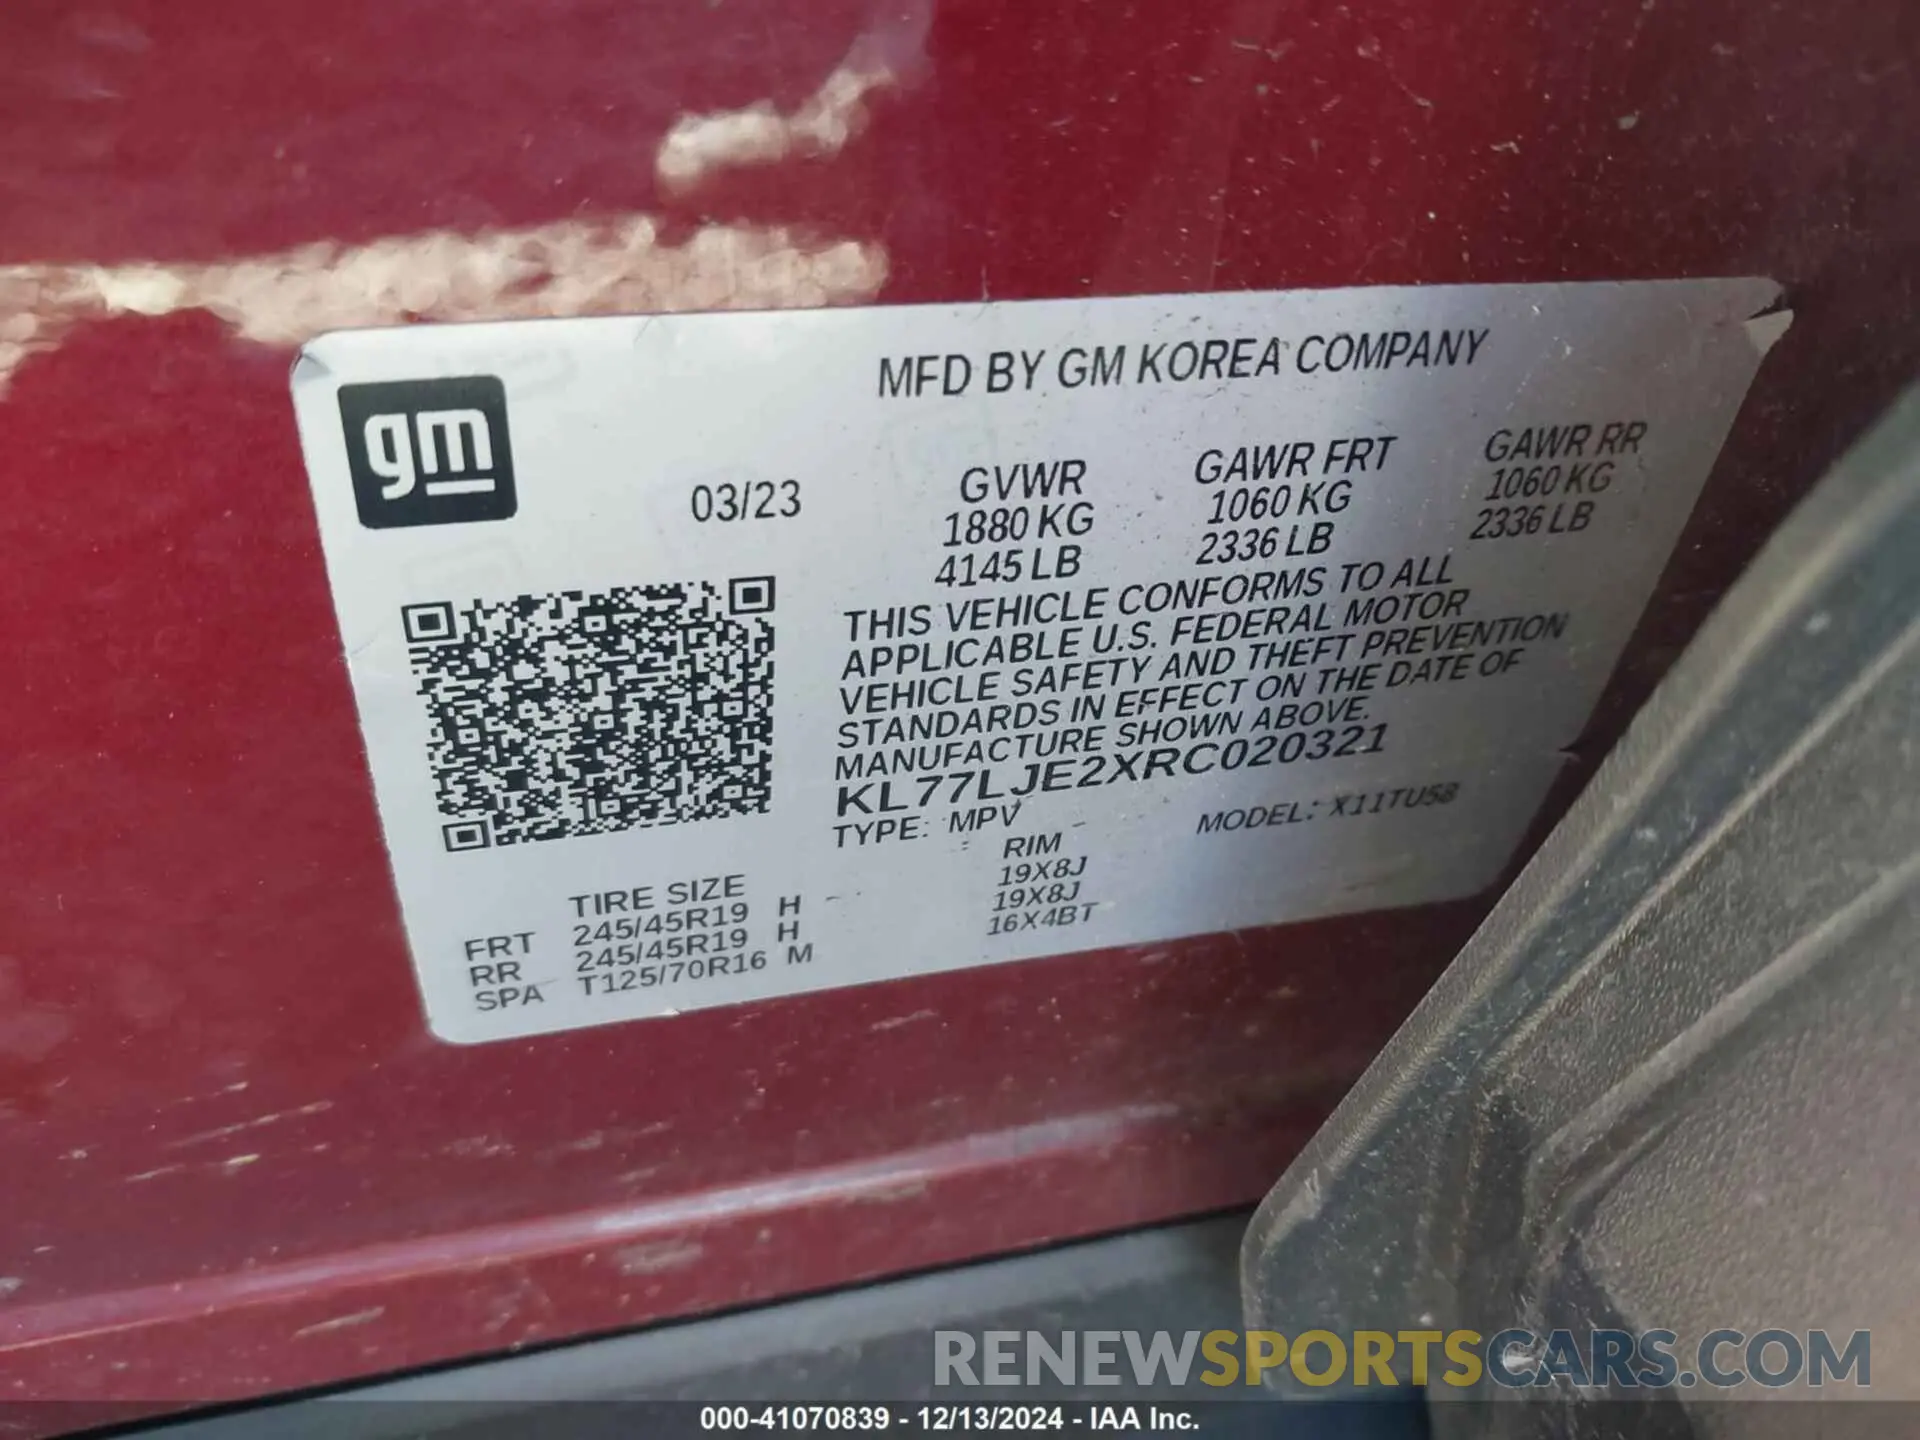 MFD BY GM KOREA COMPANY
gm
03/23
GVWR GAWR FRT GAWR RR
1880 KG 1060 KG 1060 KG
4145 LB 2336 LB 2336 LB
THIS VEHICLE CONFORMS TO ALL
APPLICABLE U.S. FEDERAL MOTOR
VEHICLE SAFETY AND THEFT PREVENTION
STANDARDS IN EFFECT ON THE DATE OF
MANUFACTURE SHOWN ABOVE.
KL77LJE2XRC020321
TYPE: MPV MODEL: X11TU58
TIRE SIZE RIM
FRT 245/45R19 H 19X8J
RR 245/45R19 H 19X8J
SPA T125/70R16 M 16X4BT
RENEWSPORTSCARS.COM
000-41070839 - 12/13/2024 - IAA Inc.